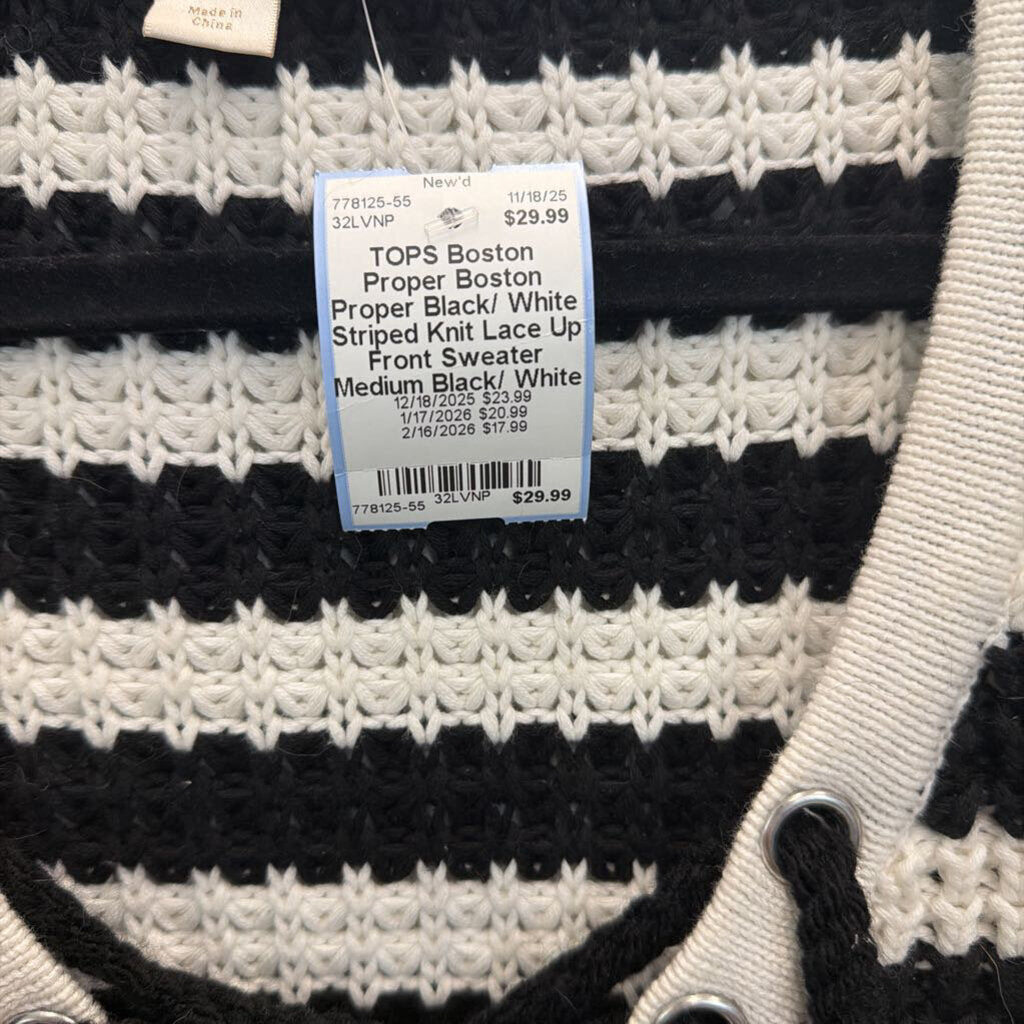 Made in
China
New'd
778125-55 11/18/25
32LVNP $29.99
TOPS Boston
Proper Boston
Proper Black/ White
Striped Knit Lace Up
Front Sweater
Medium Black/ White
12/18/2025 $23.99
1/17/2026 $20.99
2/16/2026 $17.99
778125-55 32LVNP $29.99